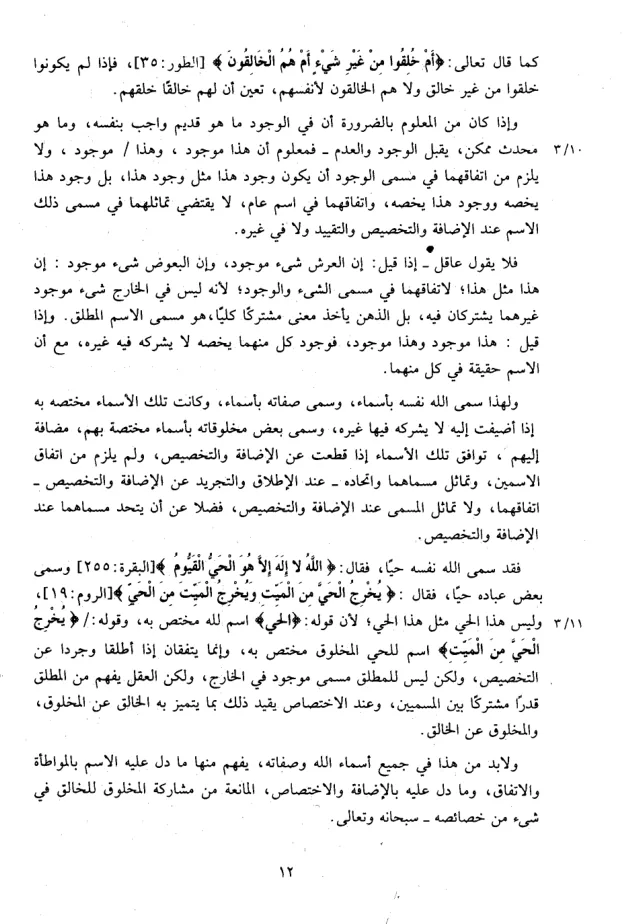 كما قال تعالى: ﴿أَمْ خُلِقُوا مِنْ غَيْرِ شَيْءٍ أَمْ هُمُ الْخَالِقُونَ﴾ [الطور: ٣٥]، فإذا لم يكونوا
خلقوا من غير خالق ولا هم الخالقون لأنفسهم، تعين أن لهم خالقًا خلقهم.
وإذا كان من المعلوم بالضرورة أن في الوجود ما هو قديم واجب بنفسه، وما هو
٣/١٠ محدث ممكن، يقبل الوجود والعدم ـ فمعلوم أن هذا موجود ، وهذا / موجود ، ولا
يلزم من اتفاقهما في مسمى الوجود أن يكون وجود هذا مثل وجود هذا، بل وجود هذا
يخصه ووجود هذا يخصه، واتفاقهما في اسم عام، لا يقتضي تماثلهما في مسمى ذلك
الاسم عند الإضافة والتخصيص والتقييد ولا في غيره.
فلا يقول عاقل ـ إذا قيل: إن العرش شىء موجود، وإن البعوض شىء موجود : إن
هذا مثل هذا؛ لاتفاقهما في مسمى الشىء والوجود؛ لأنه ليس في الخارج شىء موجود
غيرهما يشتركان فيه، بل الذهن يأخذ معنى مشتركًا كليًا،هو مسمى الاسم المطلق. وإذا
قيل : هذا موجود وهذا موجود، فوجود كل منهما يخصه لا يشركه فيه غيره، مع أن
الاسم حقيقة في كل منهما.
ولهذا سمى الله نفسه بأسماء، وسمى صفاته بأسماء، وكانت تلك الأسماء مختصه به
إذا أضيفت إليه لا يشركه فيها غيره، وسمى بعض مخلوقاته بأسماء مختصة بهم، مضافة
إليهم ، توافق تلك الأسماء إذا قطعت عن الإضافة والتخصيص، ولم يلزم من اتفاق
الاسمين، وتماثل مسماهما واتحاده ـ عند الإطلاق والتجريد عن الإضافة والتخصيص ـ
اتفاقهما، ولا تماثل المسمى عند الإضافة والتخصيص، فضلا عن أن يتحد مسماهما عند
الإضافة والتخصيص.
فقد سمى الله نفسه حيًا، فقال: ﴿ اللَّهُ لا إِلَهَ إِلاَّ هُوَ الْحَيُّ الْقَيُّومُ ﴾[البقرة: ٢٥٥] وسمى
بعض عباده حيًا، فقال : ﴿ يُخْرِجُ الْحَيَّ مِنَ الْمَيِّتِ وَيُخْرِجُ الْمَيِّتَ مِنَ الْحَيِّ ﴾[الروم: ١٩]،
٣/١١ وليس هذا الحي مثل هذا الحي؛ لأن قوله: ﴿الحي﴾ اسم لله مختص به، وقوله:/ ﴿ يُخْرِجُ
الْحَيَّ مِنَ الْمَيِّتِ﴾ اسم للحي المخلوق مختص به، وإنما يتفقان إذا أطلقا وجردا عن
التخصيص، ولكن ليس للمطلق مسمى موجود في الخارج، ولكن العقل يفهم من المطلق
قدرًا مشتركًا بين المسميين، وعند الاختصاص يقيد ذلك بما يتميز به الخالق عن المخلوق،
والمخلوق عن الخالق.
ولابد من هذا في جميع أسماء الله وصفاته، يفهم منها ما دل عليه الاسم بالمواطأة
والاتفاق، وما دل عليه بالإضافة والاختصاص، المانعة من مشاركة المخلوق للخالق في
شىء من خصائصه ـ سبحانه وتعالى.
١٢